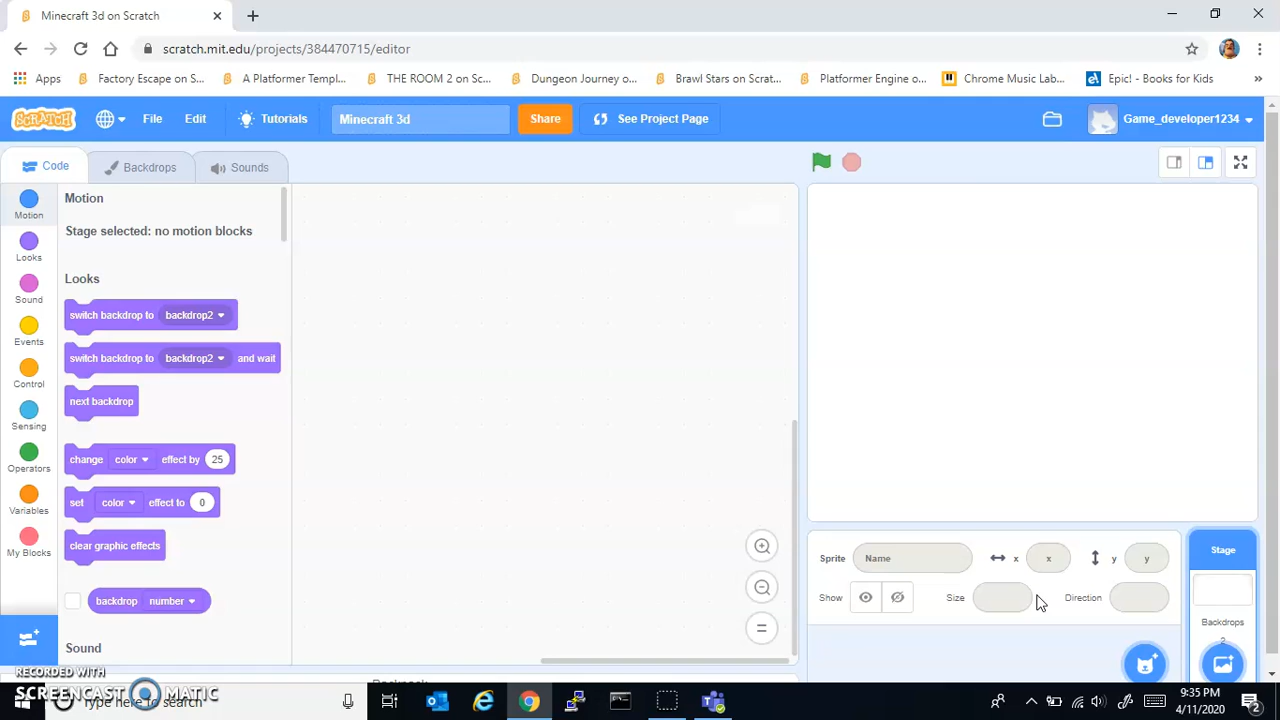 Minecraft 3d on Scratch
scratch.mit.edu/projects/384470715/editor
Apps Factory Escape on S... A Platformer Templ... THE ROOM 2 on Sc... Dungeon Journey o... Brawl Stars on Scrat... Platformer Engine o... Chrome Music Lab... Epic! - Books for Kids »
SCRATCH File Edit Tutorials Minecraft 3d Share See Project Page Game_developer1234
Code Backdrops Sounds
Motion
Looks
Sound
Events
Control
Sensing
Operators
Variables
My Blocks
Motion
Stage selected: no motion blocks
Looks
switch backdrop to backdrop2
switch backdrop to backdrop2 and wait
next backdrop
change color effect by 25
set color effect to 0
clear graphic effects
backdrop number
Sound
Sprite Name x x y y
Show Size Direction
Stage
Backdrops
2
RECORDED WITH
SCREENCAST MATIC
Type here to search
9:35 PM
4/11/2020
2